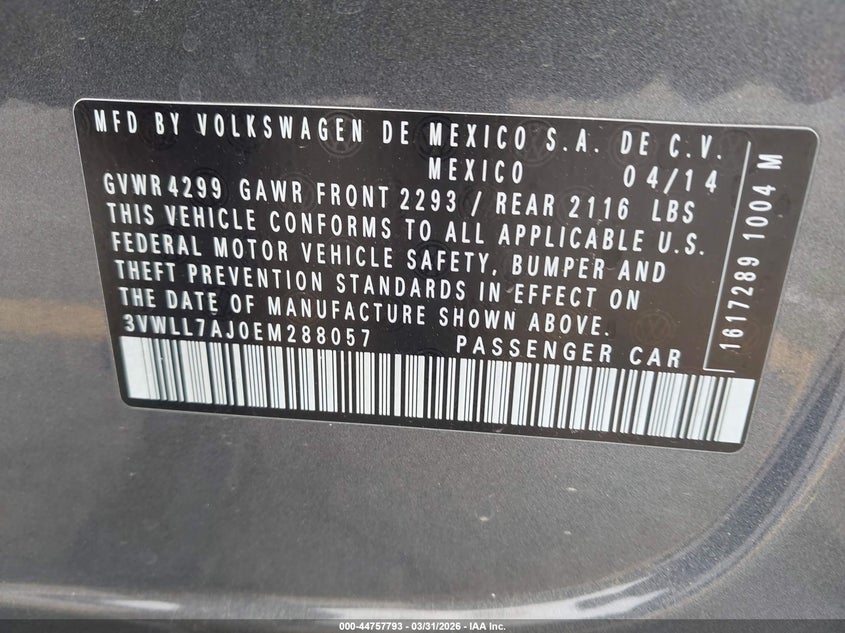 MFD BY VOLKSWAGEN DE MEXICO S.A. DE C.V.
MEXICO 04/14
GVWR 4299 GAWR FRONT 2293 / REAR 2116 LBS
THIS VEHICLE CONFORMS TO ALL APPLICABLE U.S.
FEDERAL MOTOR VEHICLE SAFETY, BUMPER AND
THEFT PREVENTION STANDARDS IN EFFECT ON
THE DATE OF MANUFACTURE SHOWN ABOVE.
3VWLL7AJ0EM288057 PASSENGER CAR
1617289 1004 M
000-44757793 - 03/31/2026 - IAA Inc.